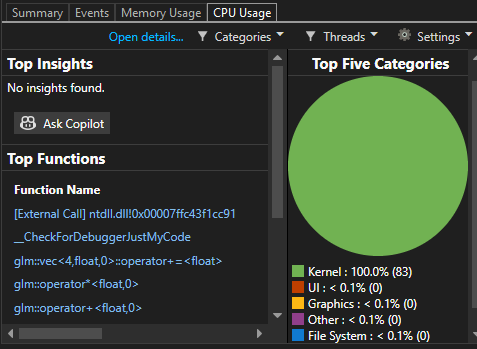 Summary Events Memory Usage CPU Usage
Open details... Categories Threads Settings
Top Insights
No insights found.
Ask Copilot
Top Functions
Function Name
[External Call] ntdll.dll!0x00007ffc43f1cc91
__CheckForDebuggerJustMyCode
glm::vec<4,float,0>::operator+=<float>
glm::operator*<float,0>
glm::operator+<float,0>
Top Five Categories
Kernel : 100.0% (83)
UI : < 0.1% (0)
Graphics : < 0.1% (0)
Other : < 0.1% (0)
File System : < 0.1% (0)